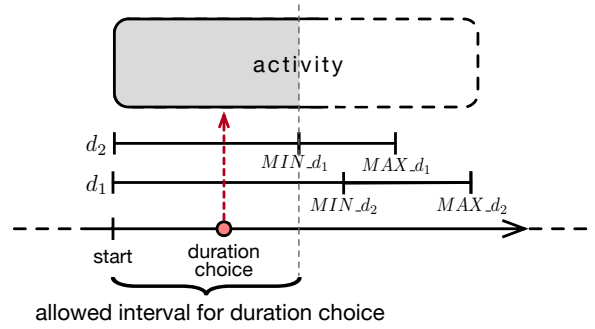 activity
d₂
MIN_d₁
MAX_d₁
d₁
MIN_d₂
MAX_d₂
start
duration
choice
allowed interval for duration choice